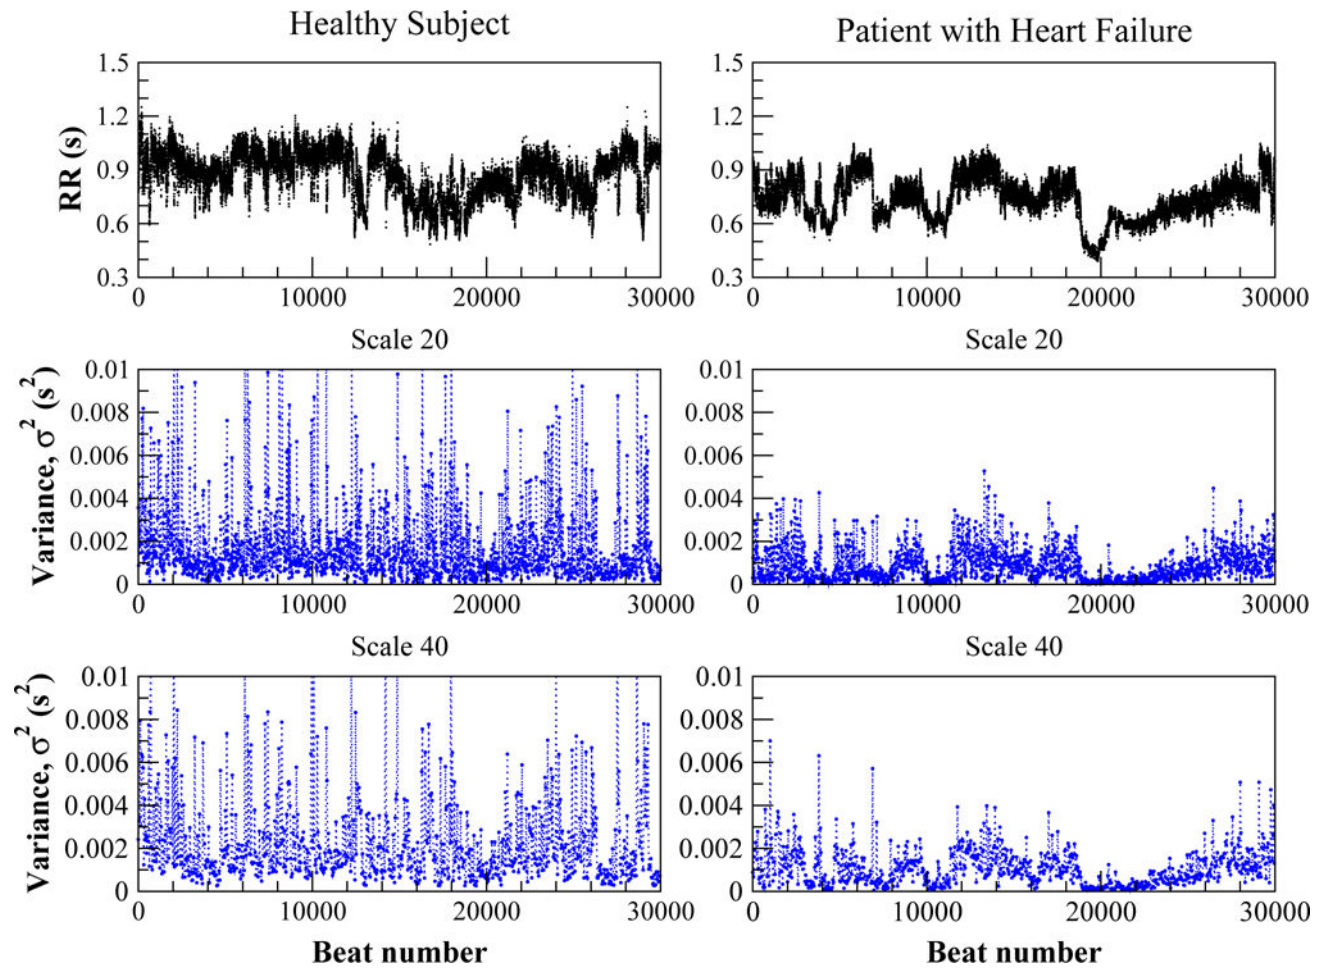 Healthy Subject
Patient with Heart Failure
RR (s)
1.5
1.2
0.9
0.6
0.3
0 10000 20000 30000
1.5
1.2
0.9
0.6
0.3
0 10000 20000 30000
Scale 20
Variance, σ² (s²)
0.01
0.008
0.006
0.004
0.002
0
0 10000 20000 30000
Scale 20
0.01
0.008
0.006
0.004
0.002
0
0 10000 20000 30000
Scale 40
Variance, σ² (s²)
0.01
0.008
0.006
0.004
0.002
0
0 10000 20000 30000
Beat number
Scale 40
0.01
0.008
0.006
0.004
0.002
0
0 10000 20000 30000
Beat number